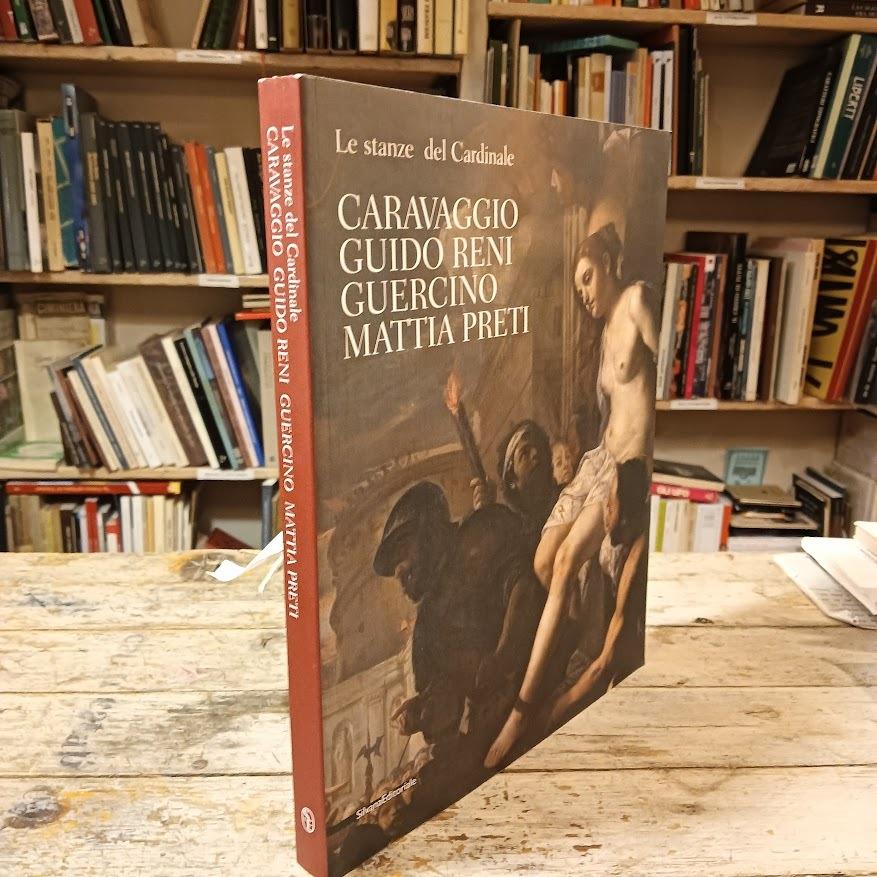 Le stanze del Cardinale
CARAVAGGIO
GUIDO RENI
GUERCINO
MATTIA PRETI
SilvanaEditoriale
Le stanze del Cardinale
CARAVAGGIO GUIDO RENI GUERCINO MATTIA PRETI
LIPERTI